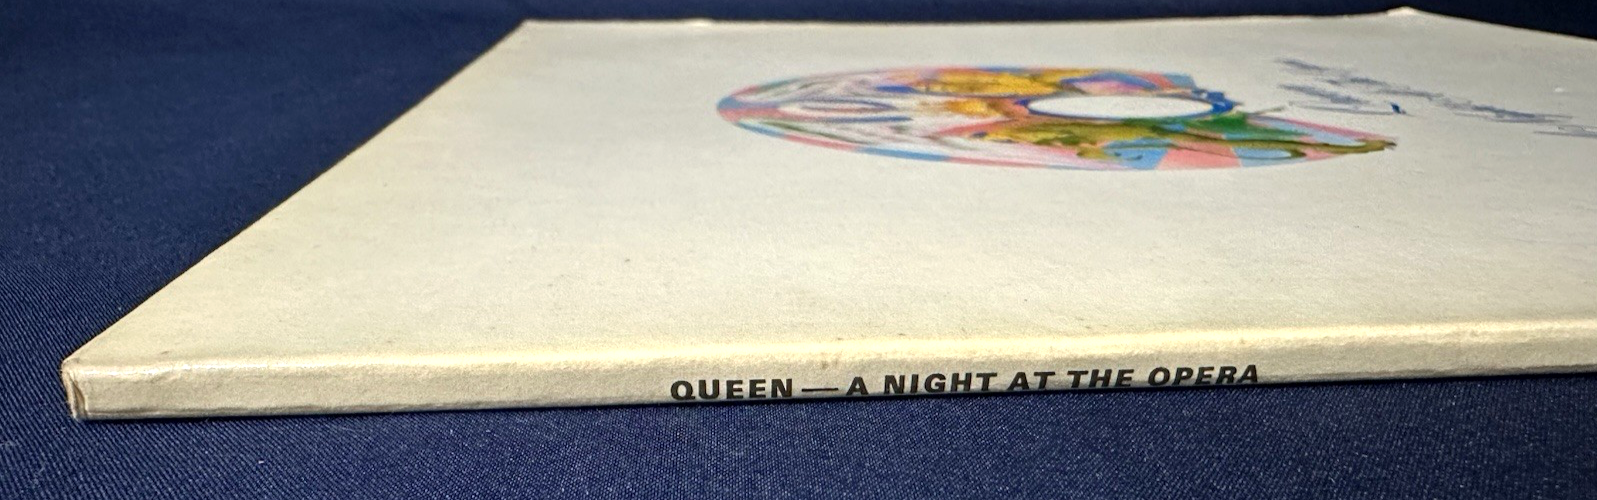 QUEEN — A NIGHT AT THE OPERA